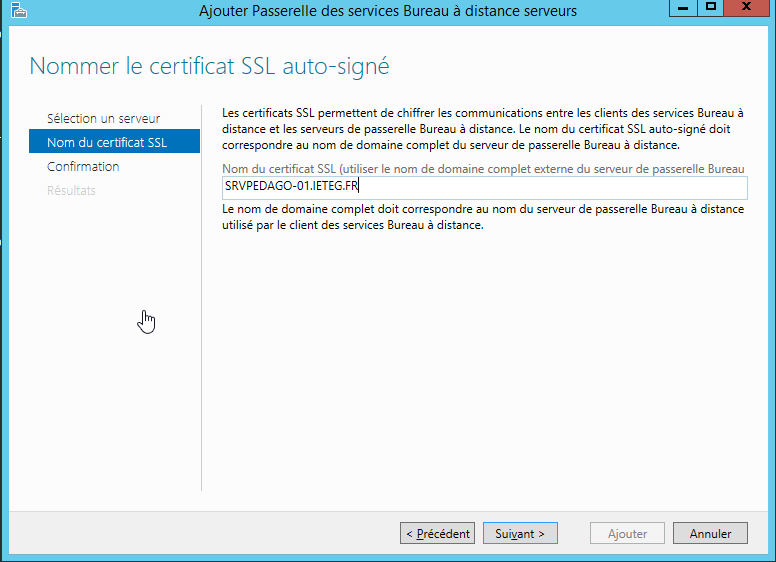 Ajouter Passerelle des services Bureau à distance serveurs
Nommer le certificat SSL auto-signé
Sélection un serveur
Nom du certificat SSL
Confirmation
Résultats
Les certificats SSL permettent de chiffrer les communications entre les clients des services Bureau à
distance et les serveurs de passerelle Bureau à distance. Le nom du certificat SSL auto-signé doit
correspondre au nom de domaine complet du serveur de passerelle Bureau à distance.
Nom du certificat SSL (utiliser le nom de domaine complet externe du serveur de passerelle Bureau
SRVPEDAGO-01.IETEG.FR
Le nom de domaine complet doit correspondre au nom du serveur de passerelle Bureau à distance
utilisé par le client des services Bureau à distance.
< Précédent
Suivant >
Ajouter
Annuler